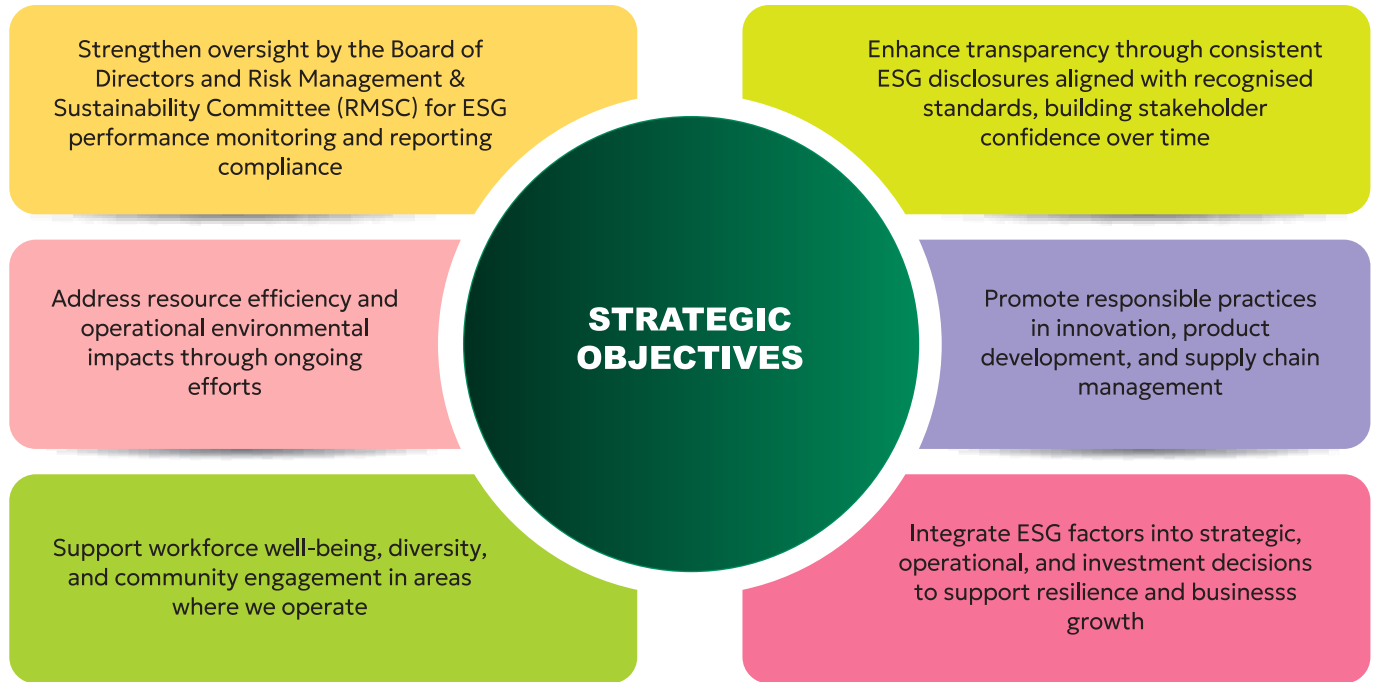 Strengthen oversight by the Board of
Directors and Risk Management &
Sustainability Committee (RMSC) for ESG
performance monitoring and reporting
compliance
Enhance transparency through consistent
ESG disclosures aligned with recognised
standards, building stakeholder
confidence over time
Address resource efficiency and
operational environmental
impacts through ongoing
efforts
STRATEGIC
OBJECTIVES
Promote responsible practices
in innovation, product
development, and supply chain
management
Support workforce well-being, diversity,
and community engagement in areas
where we operate
Integrate ESG factors into strategic,
operational, and investment decisions
to support resilience and businesss
growth